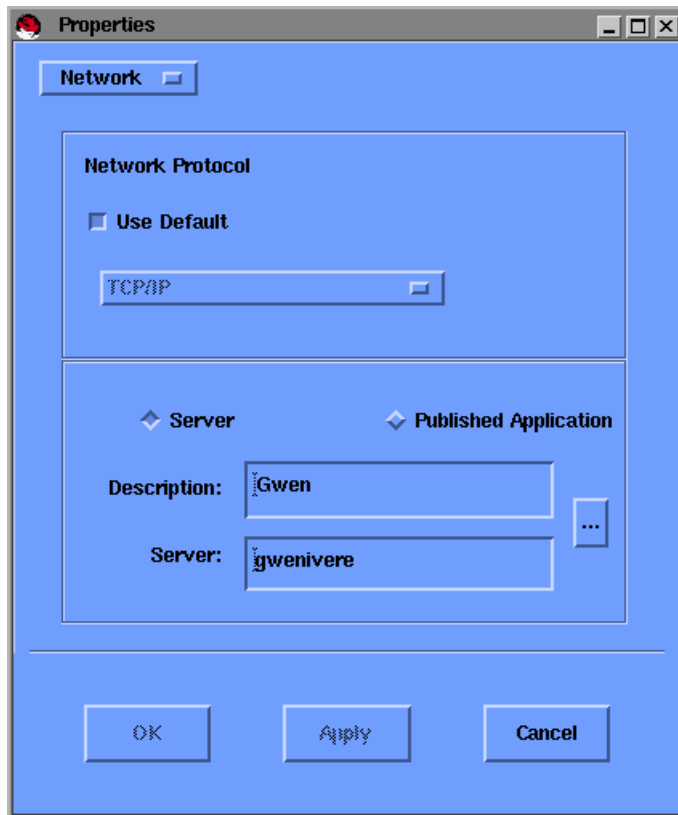 Properties
Network
Network Protocol
Use Default
TCP/IP
Server Published Application
Description: Gwen
...
Server: gwenivere
OK Apply Cancel